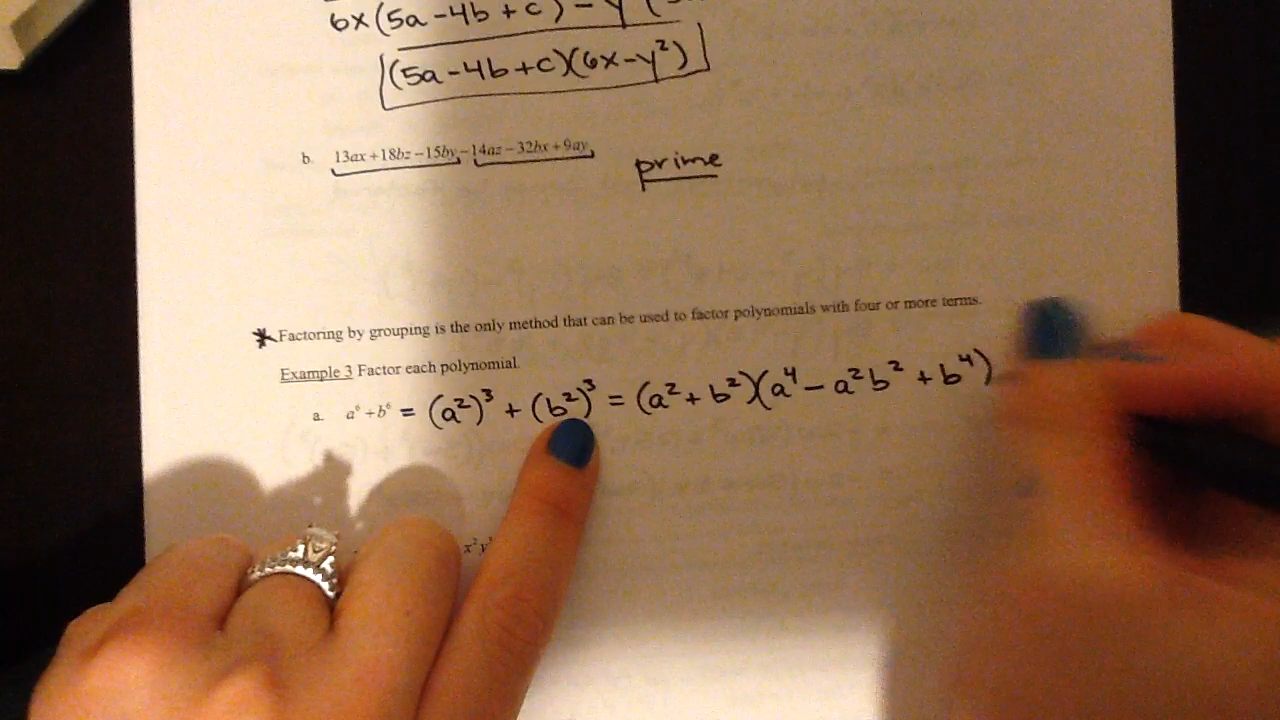 6x(5a-4b+c)-y
(5a-4b+c)(6x-y²)
b. 13ax+18bz-15by-14az-32bx+9ay prime
*Factoring by grouping is the only method that can be used to factor polynomials with four or more terms.
Example 3 Factor each polynomial.
a. a⁶+b⁶ = (a²)³ + (b²)³ = (a²+b²)(a⁴-a²b²+b⁴)
x²y³